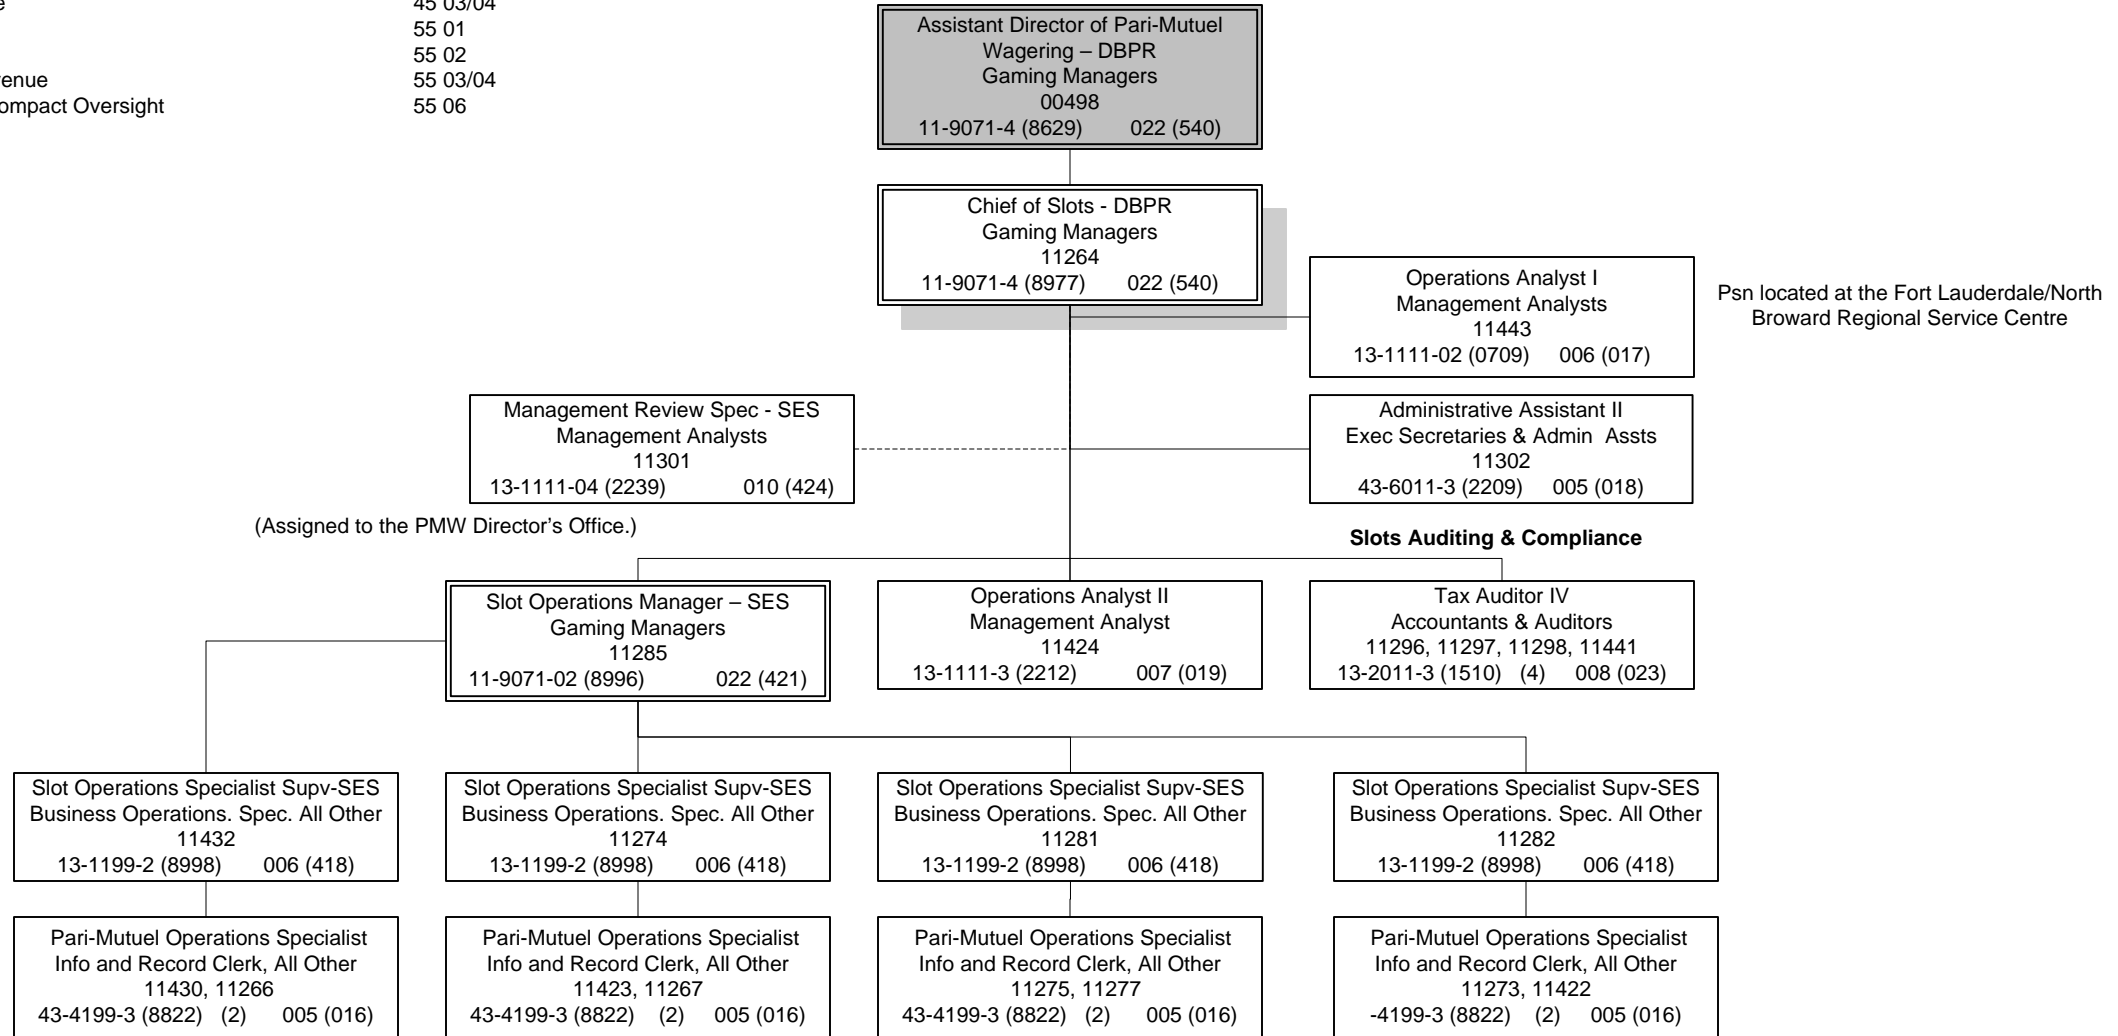 e 45 03/04
55 01
55 02
enue 55 03/04
ompact Oversight 55 06
Assistant Director of Pari-Mutuel
Wagering – DBPR
Gaming Managers
00498
11-9071-4 (8629) 022 (540)
Chief of Slots - DBPR
Gaming Managers
11264
11-9071-4 (8977) 022 (540)
Operations Analyst I
Management Analysts
11443
13-1111-02 (0709) 006 (017)
Psn located at the Fort Lauderdale/North
Broward Regional Service Centre
Management Review Spec - SES
Management Analysts
11301
13-1111-04 (2239) 010 (424)
(Assigned to the PMW Director’s Office.)
Administrative Assistant II
Exec Secretaries & Admin Assts
11302
43-6011-3 (2209) 005 (018)
Slots Auditing & Compliance
Slot Operations Manager – SES
Gaming Managers
11285
11-9071-02 (8996) 022 (421)
Operations Analyst II
Management Analyst
11424
13-1111-3 (2212) 007 (019)
Tax Auditor IV
Accountants & Auditors
11296, 11297, 11298, 11441
13-2011-3 (1510) (4) 008 (023)
Slot Operations Specialist Supv-SES
Business Operations. Spec. All Other
11432
13-1199-2 (8998) 006 (418)
Slot Operations Specialist Supv-SES
Business Operations. Spec. All Other
11274
13-1199-2 (8998) 006 (418)
Slot Operations Specialist Supv-SES
Business Operations. Spec. All Other
11281
13-1199-2 (8998) 006 (418)
Slot Operations Specialist Supv-SES
Business Operations. Spec. All Other
11282
13-1199-2 (8998) 006 (418)
Pari-Mutuel Operations Specialist
Info and Record Clerk, All Other
11430, 11266
43-4199-3 (8822) (2) 005 (016)
Pari-Mutuel Operations Specialist
Info and Record Clerk, All Other
11423, 11267
43-4199-3 (8822) (2) 005 (016)
Pari-Mutuel Operations Specialist
Info and Record Clerk, All Other
11275, 11277
43-4199-3 (8822) (2) 005 (016)
Pari-Mutuel Operations Specialist
Info and Record Clerk, All Other
11273, 11422
-4199-3 (8822) (2) 005 (016)